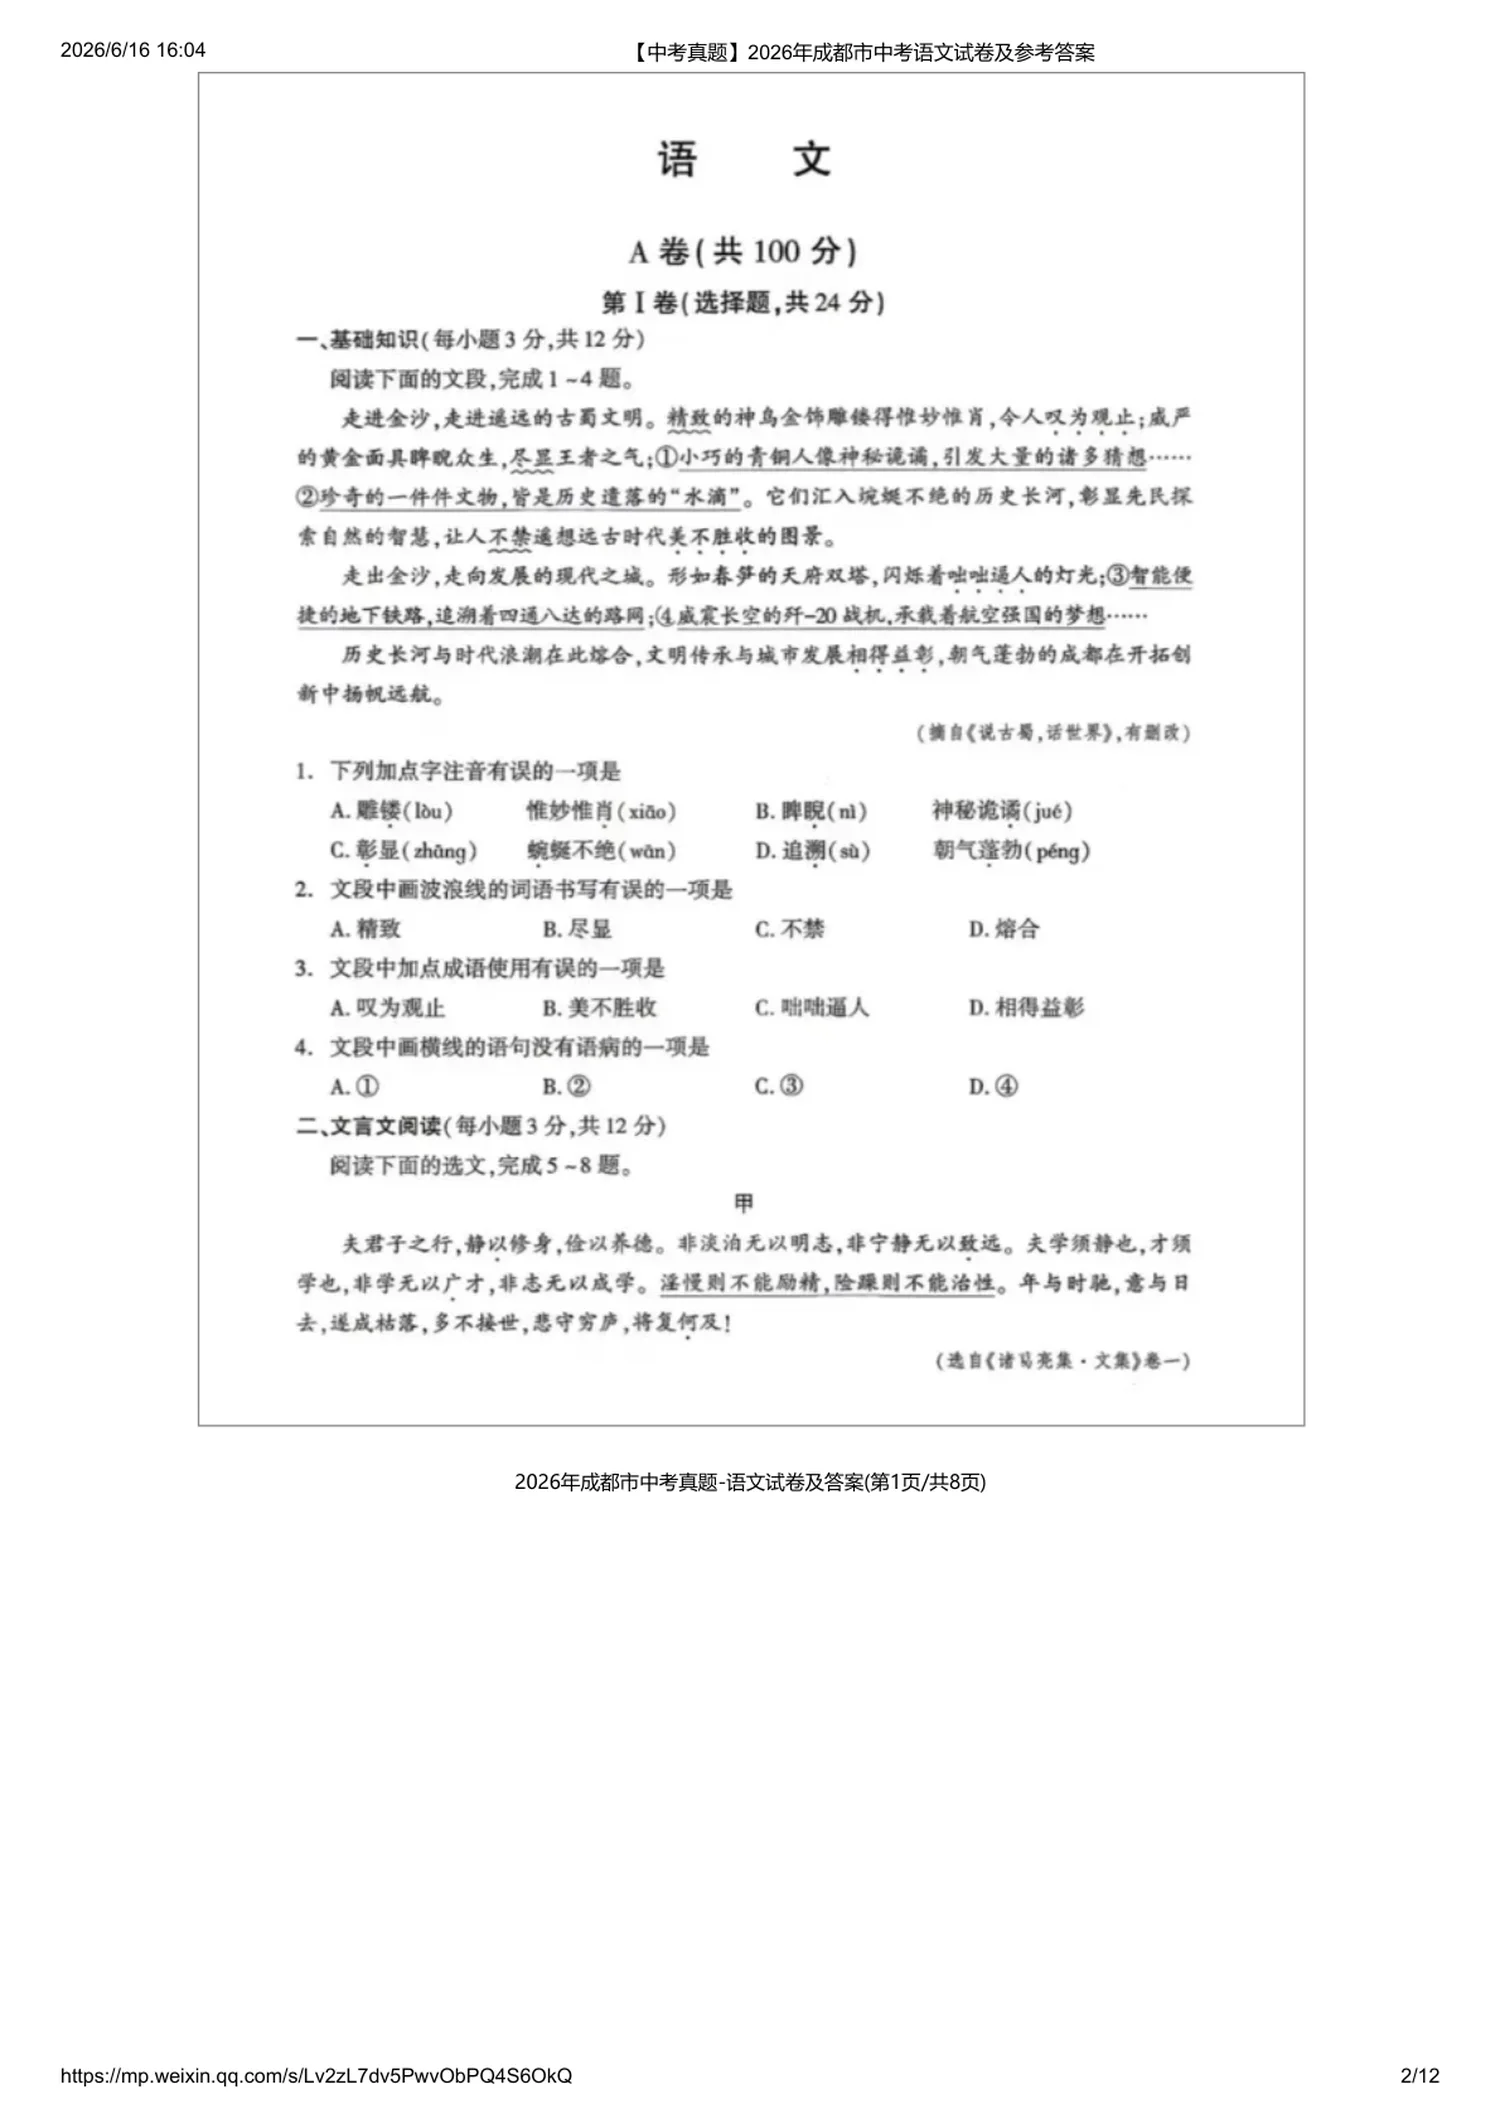 2026/6/16 16:04
【中考真题】2026年成都市中考语文试卷及参考答案
语 文
A 卷(共 100 分)
第Ⅰ卷(选择题,共 24 分)
一、基础知识(每小题 3 分,共 12 分)
阅读下面的文段,完成 1 ~4 题。
走进金沙,走进遥远的古蜀文明。精致的神鸟金饰雕镂得惟妙惟肖,令人叹为观止;威严
的黄金面具睥睨众生,尽显王者之气;①小巧的青铜人像神秘诡谲,引发大量的诸多猜想……
②珍奇的一件件文物,皆是历史遗落的“水滴”。它们汇入埦蜒不绝的历史长河,彰显先民探
索自然的智慧,让人不禁遥想远古时代美不胜收的图景。
走出金沙,走向发展的现代之城。形如春笋的天府双塔,闪烁着咄咄逼人的灯光;③智能便
捷的地下铁路,追溯着四通八达的路网;④威震长空的歼-20 战机,承载着航空强国的梦想……
历史长河与时代浪潮在此熔合,文明传承与城市发展相得益彰,朝气蓬勃的成都在开拓创
新中扬帆远航。
(摘自《说古蜀,话世界》,有删改)
1. 下列加点字注音有误的一项是
A. 雕镂(lòu) 惟妙惟肖(xiāo) B. 睥睨(nì) 神秘诡谲(jué)
C. 彰显(zhāng) 蜿蜒不绝(wān) D. 追溯(sù) 朝气蓬勃(péng)
2. 文段中画波浪线的词语书写有误的一项是
A. 精致 B. 尽显 C. 不禁 D. 熔合
3. 文段中加点成语使用有误的一项是
A. 叹为观止 B. 美不胜收 C. 咄咄逼人 D. 相得益彰
4. 文段中画横线的语句没有语病的一项是
A. ① B. ② C. ③ D. ④
二、文言文阅读(每小题 3 分,共 12 分)
阅读下面的选文,完成 5 ~8 题。
甲
夫君子之行,静以修身,俭以养德。非淡泊无以明志,非宁静无以致远。夫学须静也,才须
学也,非学无以广才,非志无以成学。淫慢则不能励精,险躁则不能治性。年与时驰,意与日
去,遂成枯落,多不接世,悲守穷庐,将复何及!
(选自《诸葛亮集·文集》卷一)
2026年成都市中考真题-语文试卷及答案(第1页/共8页)
https://mp.weixin.qq.com/s/Lv2zL7dv5PwvObPQ4S6OkQ
2/12